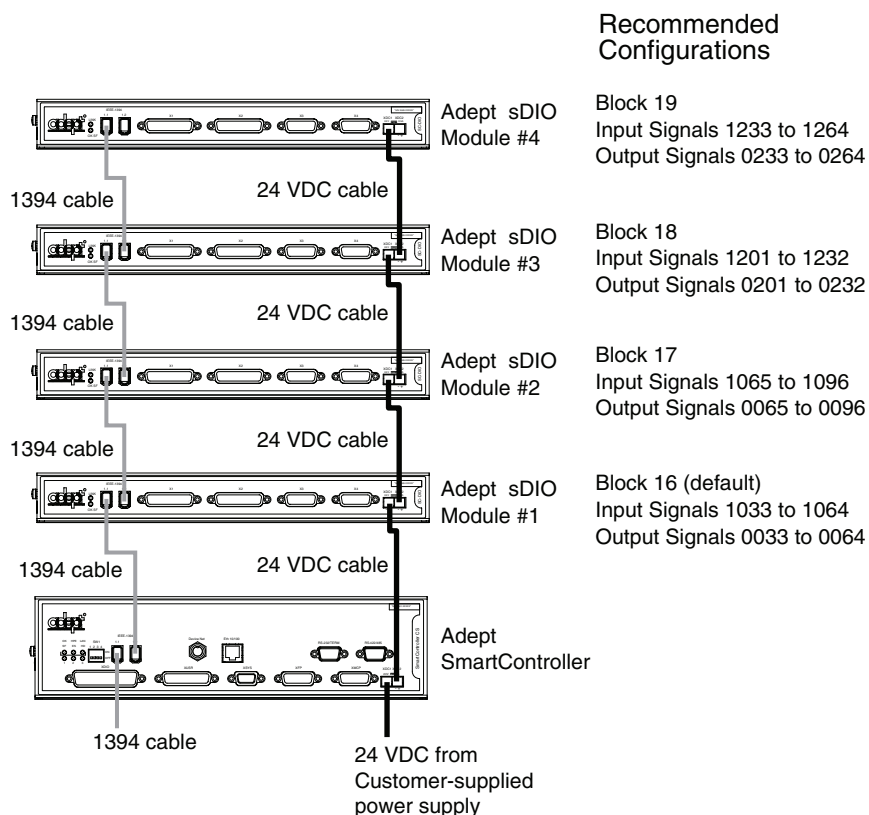 Recommended
Configurations
Adept sDIO
Module #4
Block 19
Input Signals 1233 to 1264
Output Signals 0233 to 0264
1394 cable
24 VDC cable
Adept sDIO
Module #3
Block 18
Input Signals 1201 to 1232
Output Signals 0201 to 0232
1394 cable
24 VDC cable
Adept sDIO
Module #2
Block 17
Input Signals 1065 to 1096
Output Signals 0065 to 0096
1394 cable
24 VDC cable
Adept sDIO
Module #1
Block 16 (default)
Input Signals 1033 to 1064
Output Signals 0033 to 0064
1394 cable
24 VDC cable
Adept
SmartController
SmartController CS
1394 cable
24 VDC from
Customer-supplied
power supply